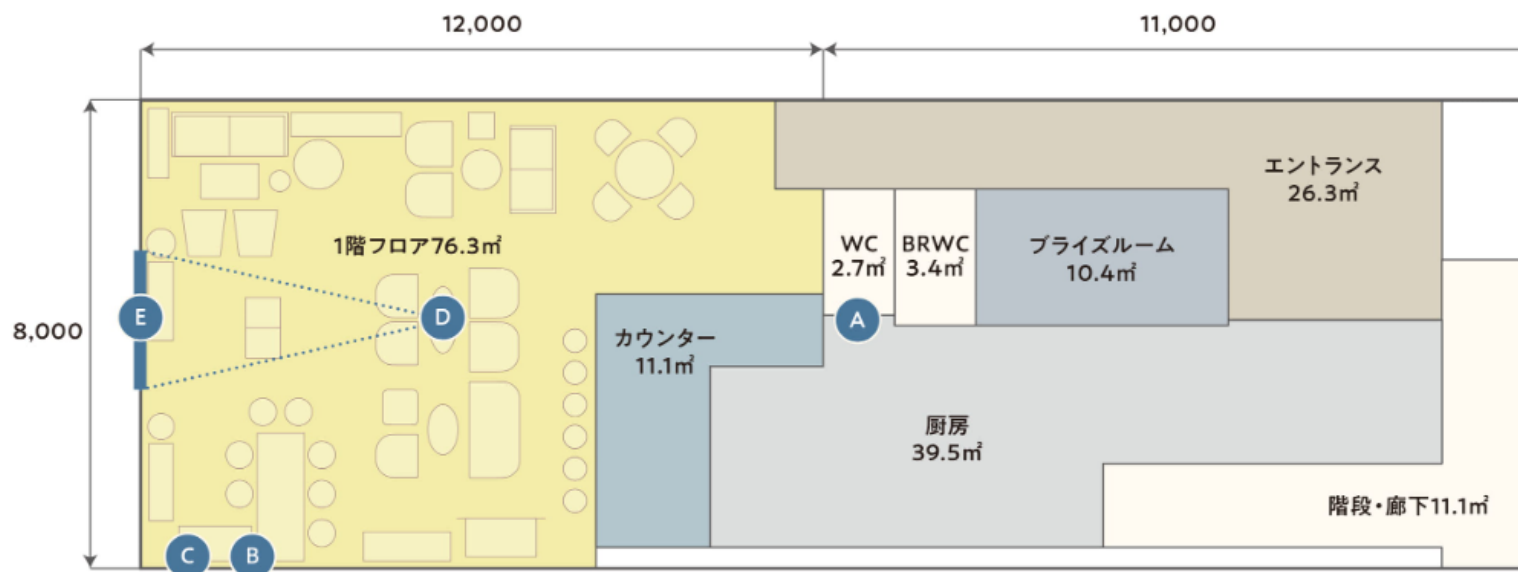 12,000
11,000
8,000
エントランス
26.3㎡
1階フロア76.3㎡
WC
2.7㎡
BRWC
3.4㎡
ブライズルーム
10.4㎡
E
D
A
カウンター
11.1㎡
厨房
39.5㎡
階段・廊下11.1㎡
C
B